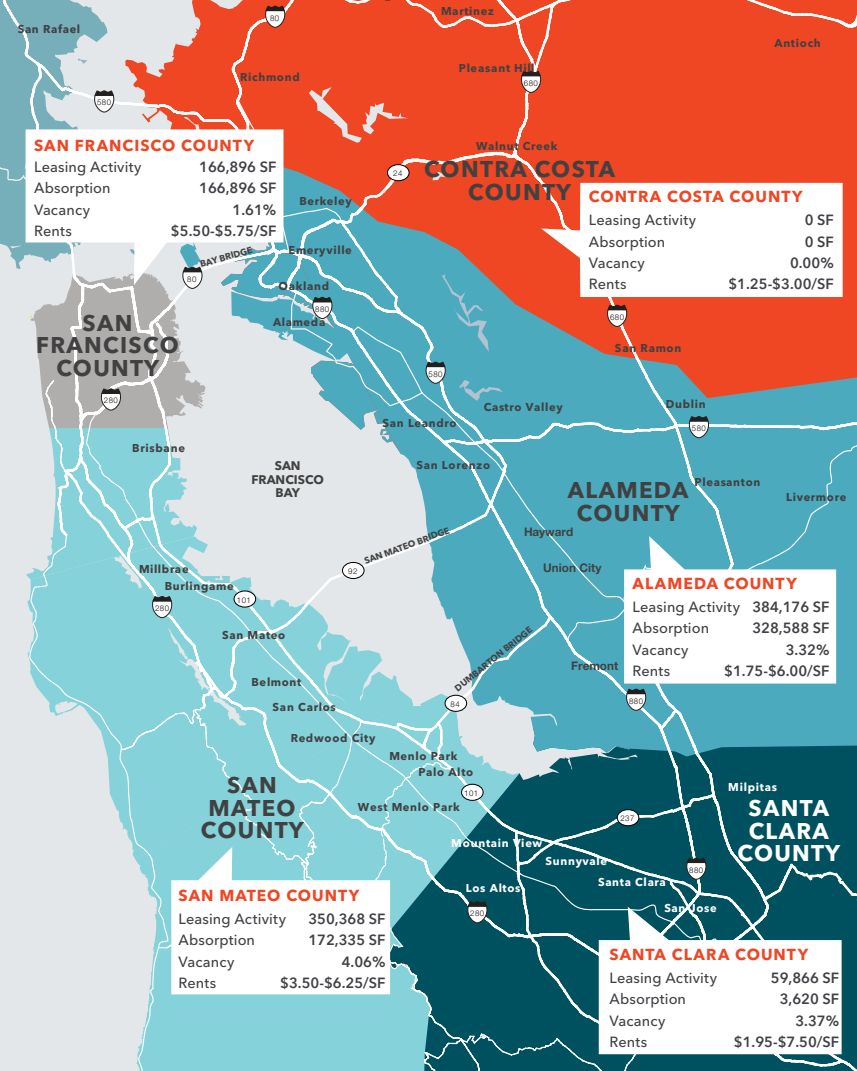 80
Martinez
San Rafael
Antioch
Pleasant Hill
Richmond
680
580
Walnut Creek
SAN FRANCISCO COUNTY
Leasing Activity 166,896 SF
Absorption 166,896 SF
Vacancy 1.61%
Rents $5.50-$5.75/SF
24
CONTRA COSTA
COUNTY
CONTRA COSTA COUNTY
Leasing Activity 0 SF
Absorption 0 SF
Vacancy 0.00%
Rents $1.25-$3.00/SF
Berkeley
Emeryville
BAY BRIDGE
80
Oakland
880
Alameda
680
San Ramon
SAN
FRANCISCO
COUNTY
280
580
Castro Valley
Dublin
580
San Leandro
Brisbane
San Lorenzo
SAN
FRANCISCO
BAY
ALAMEDA
COUNTY
Pleasanton
Livermore
Hayward
SAN MATEO BRIDGE
92
Union City
Millbrae
Burlingame
101
280
ALAMEDA COUNTY
Leasing Activity 384,176 SF
Absorption 328,588 SF
Vacancy 3.32%
Rents $1.75-$6.00/SF
San Mateo
DUMBARTON BRIDGE
Fremont
Belmont
84
880
San Carlos
Redwood City
Menlo Park
Palo Alto
101
West Menlo Park
SAN
MATEO
COUNTY
Milpitas
237
SANTA
CLARA
COUNTY
Mountain View
Sunnyvale
880
Santa Clara
Los Altos
280
San Jose
SAN MATEO COUNTY
Leasing Activity 350,368 SF
Absorption 172,335 SF
Vacancy 4.06%
Rents $3.50-$6.25/SF
SANTA CLARA COUNTY
Leasing Activity 59,866 SF
Absorption 3,620 SF
Vacancy 3.37%
Rents $1.95-$7.50/SF